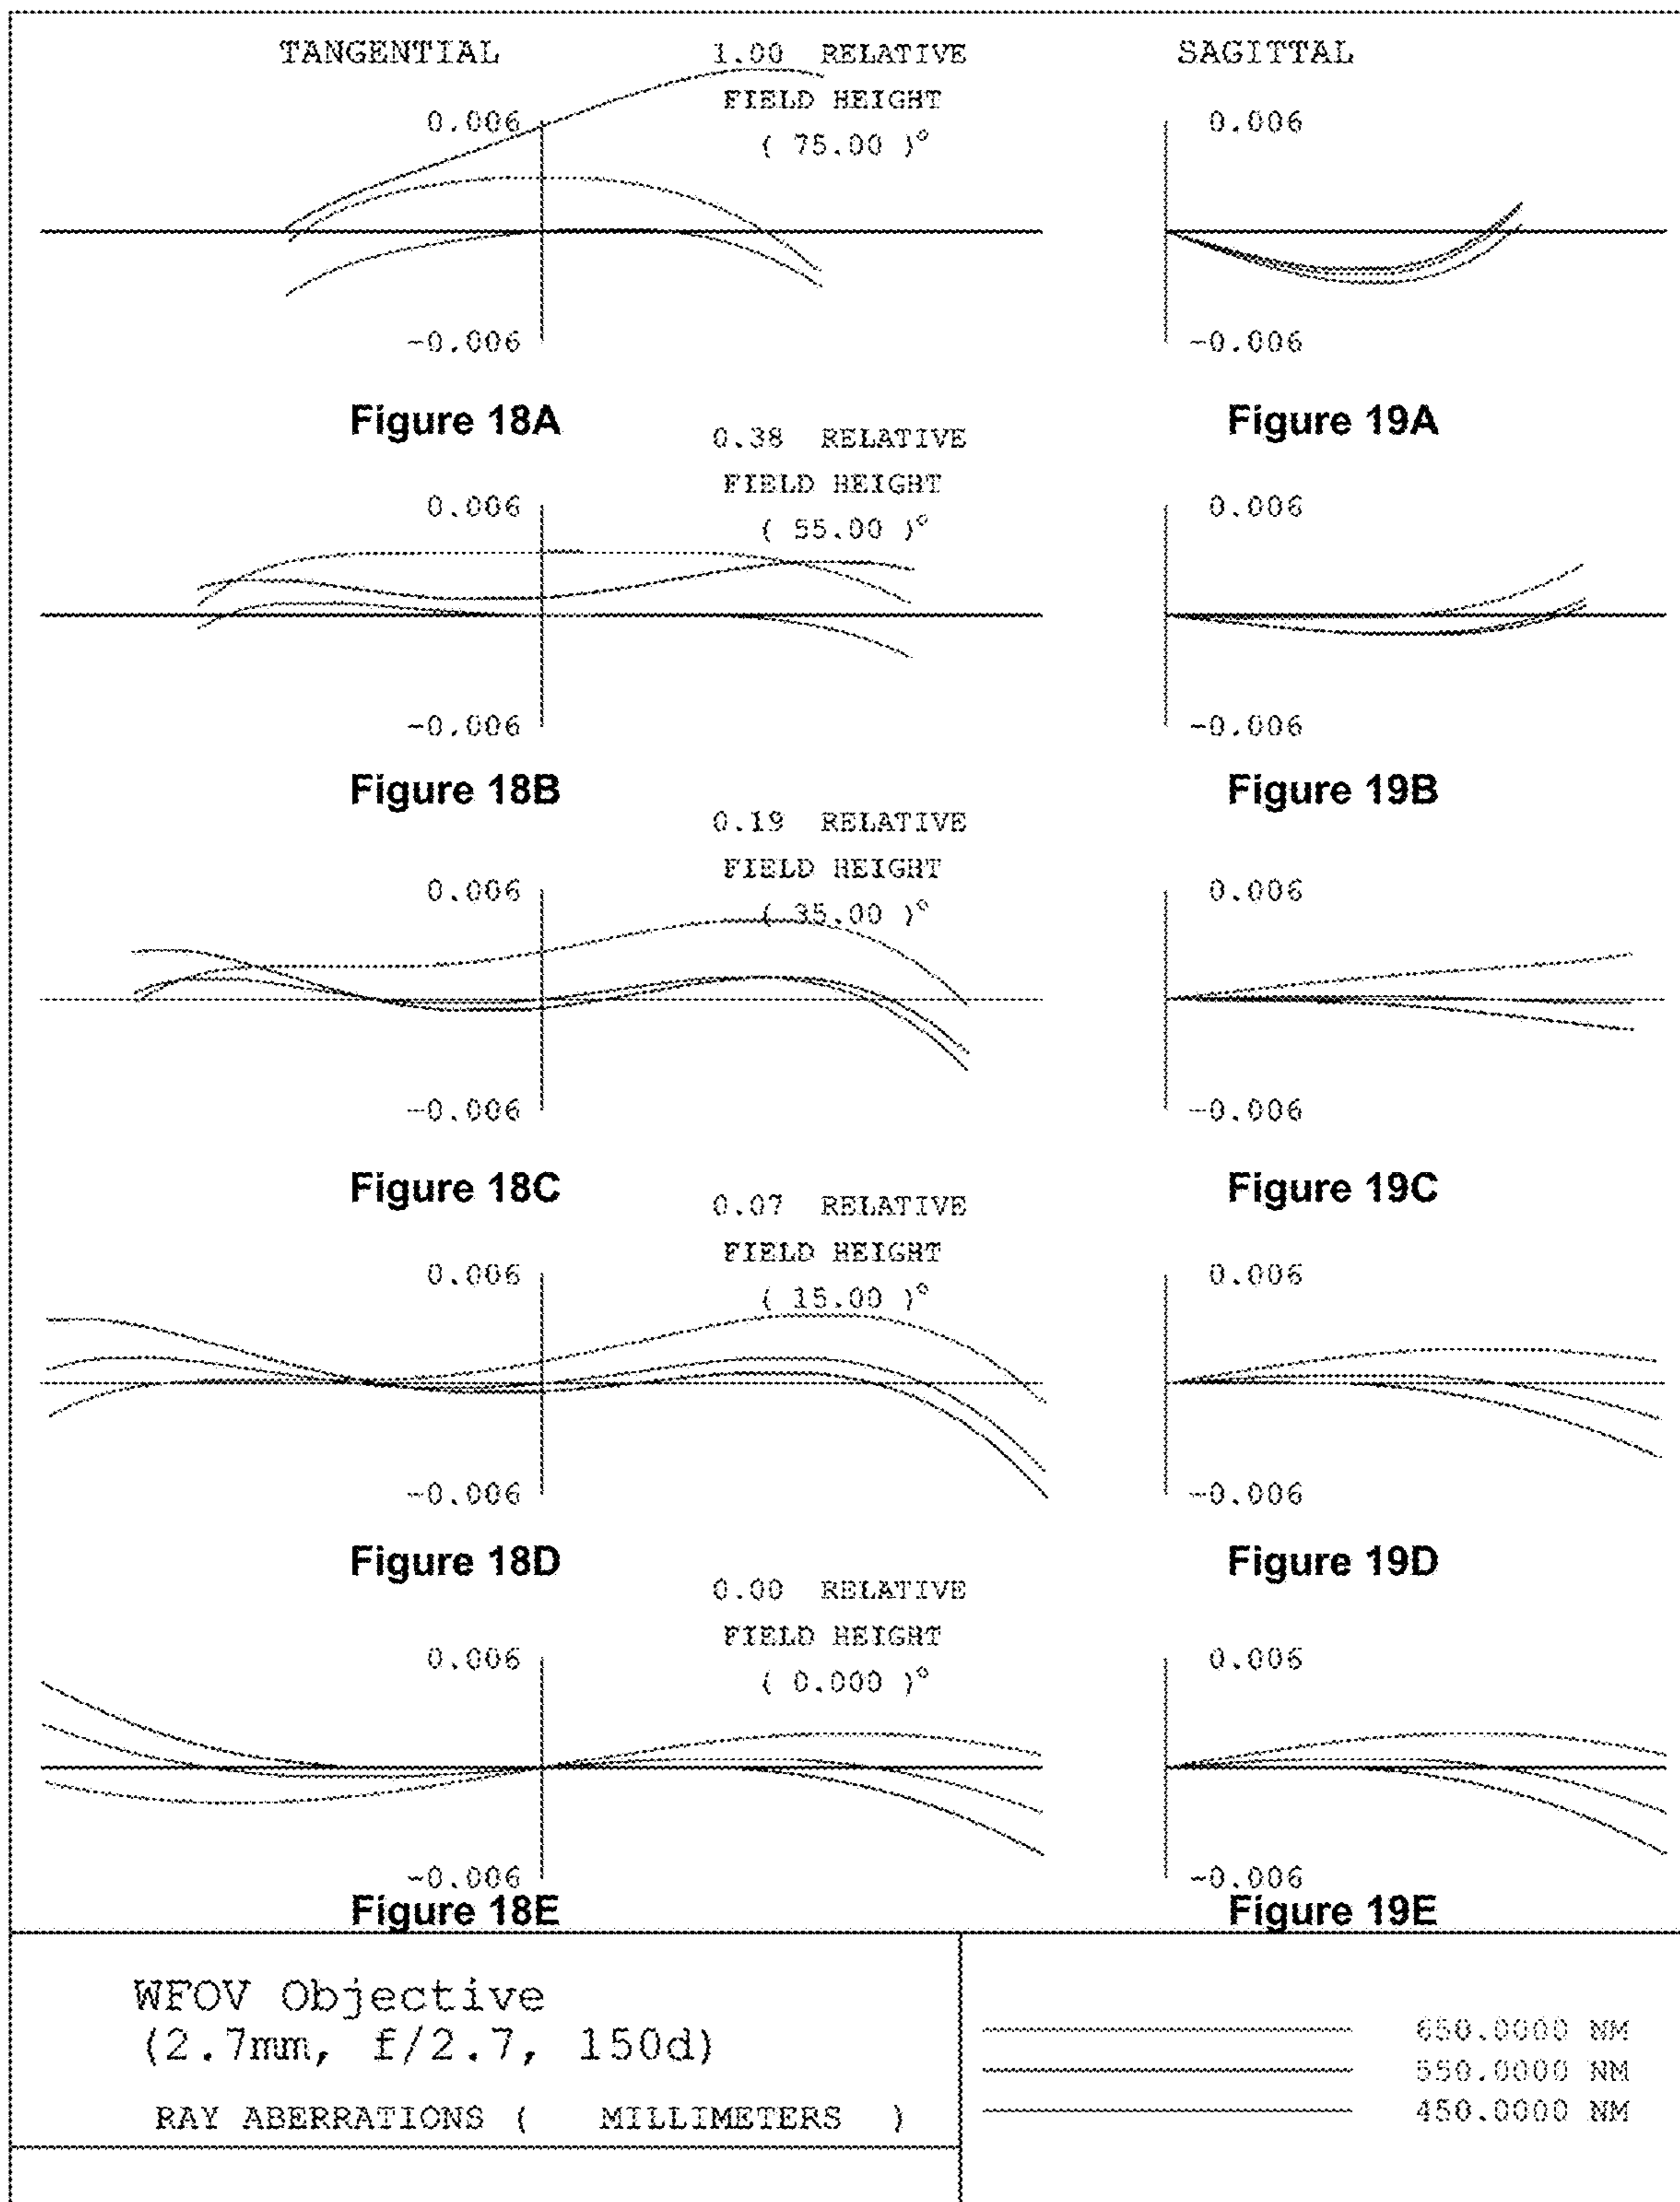 TANGENTIAL 1.00 RELATIVE SAGITTAL
FIELD HEIGHT
0.006 ( 75.00 )° 0.006
-0.006 -0.006
Figure 18A Figure 19A
0.38 RELATIVE
FIELD HEIGHT
0.006 ( 55.00 )° 0.006
-0.006 -0.006
Figure 18B Figure 19B
0.19 RELATIVE
FIELD HEIGHT
0.006 ( 35.00 )° 0.006
-0.006 -0.006
Figure 18C Figure 19C
0.07 RELATIVE
FIELD HEIGHT
0.006 ( 15.00 )° 0.006
-0.006 -0.006
Figure 18D Figure 19D
0.00 RELATIVE
FIELD HEIGHT
0.006 ( 0.000 )° 0.006
-0.006 -0.006
Figure 18E Figure 19E
WFOV Objective
(2.7mm, f/2.7, 150d)
RAY ABERRATIONS ( MILLIMETERS )
650.0000 NM
550.0000 NM
450.0000 NM